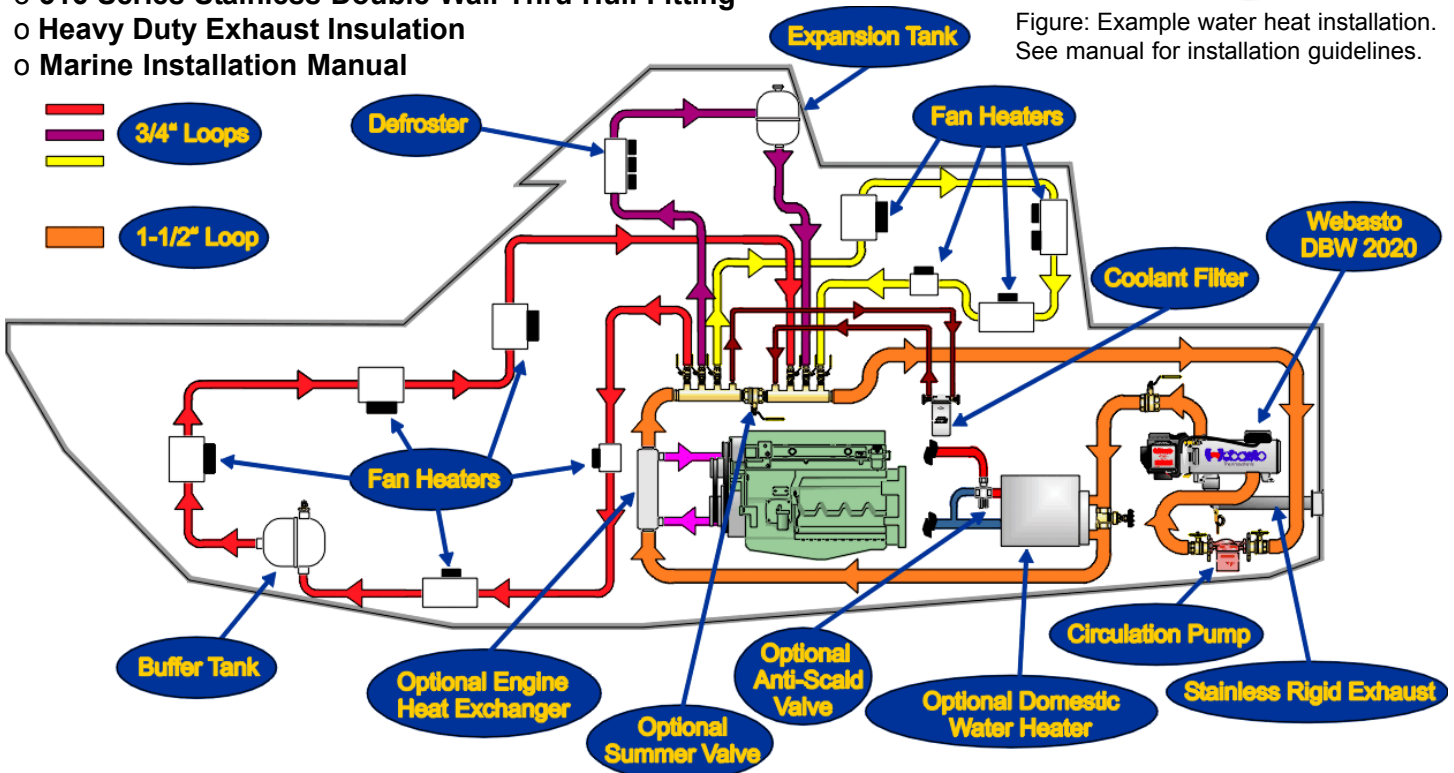 o Heavy Duty Exhaust Insulation
o Marine Installation Manual
Figure: Example water heat installation.
See manual for installation guidelines.
Expansion Tank
Defroster
Fan Heaters
3/4“ Loops
1-1/2“ Loop
Webasto
DBW 2020
Coolant Filter
Webasto
Fan Heaters
Buffer Tank
Optional Engine
Heat Exchanger
Optional
Summer Valve
Optional
Anti-Scald
Valve
Optional Domestic
Water Heater
Circulation Pump
Stainless Rigid Exhaust